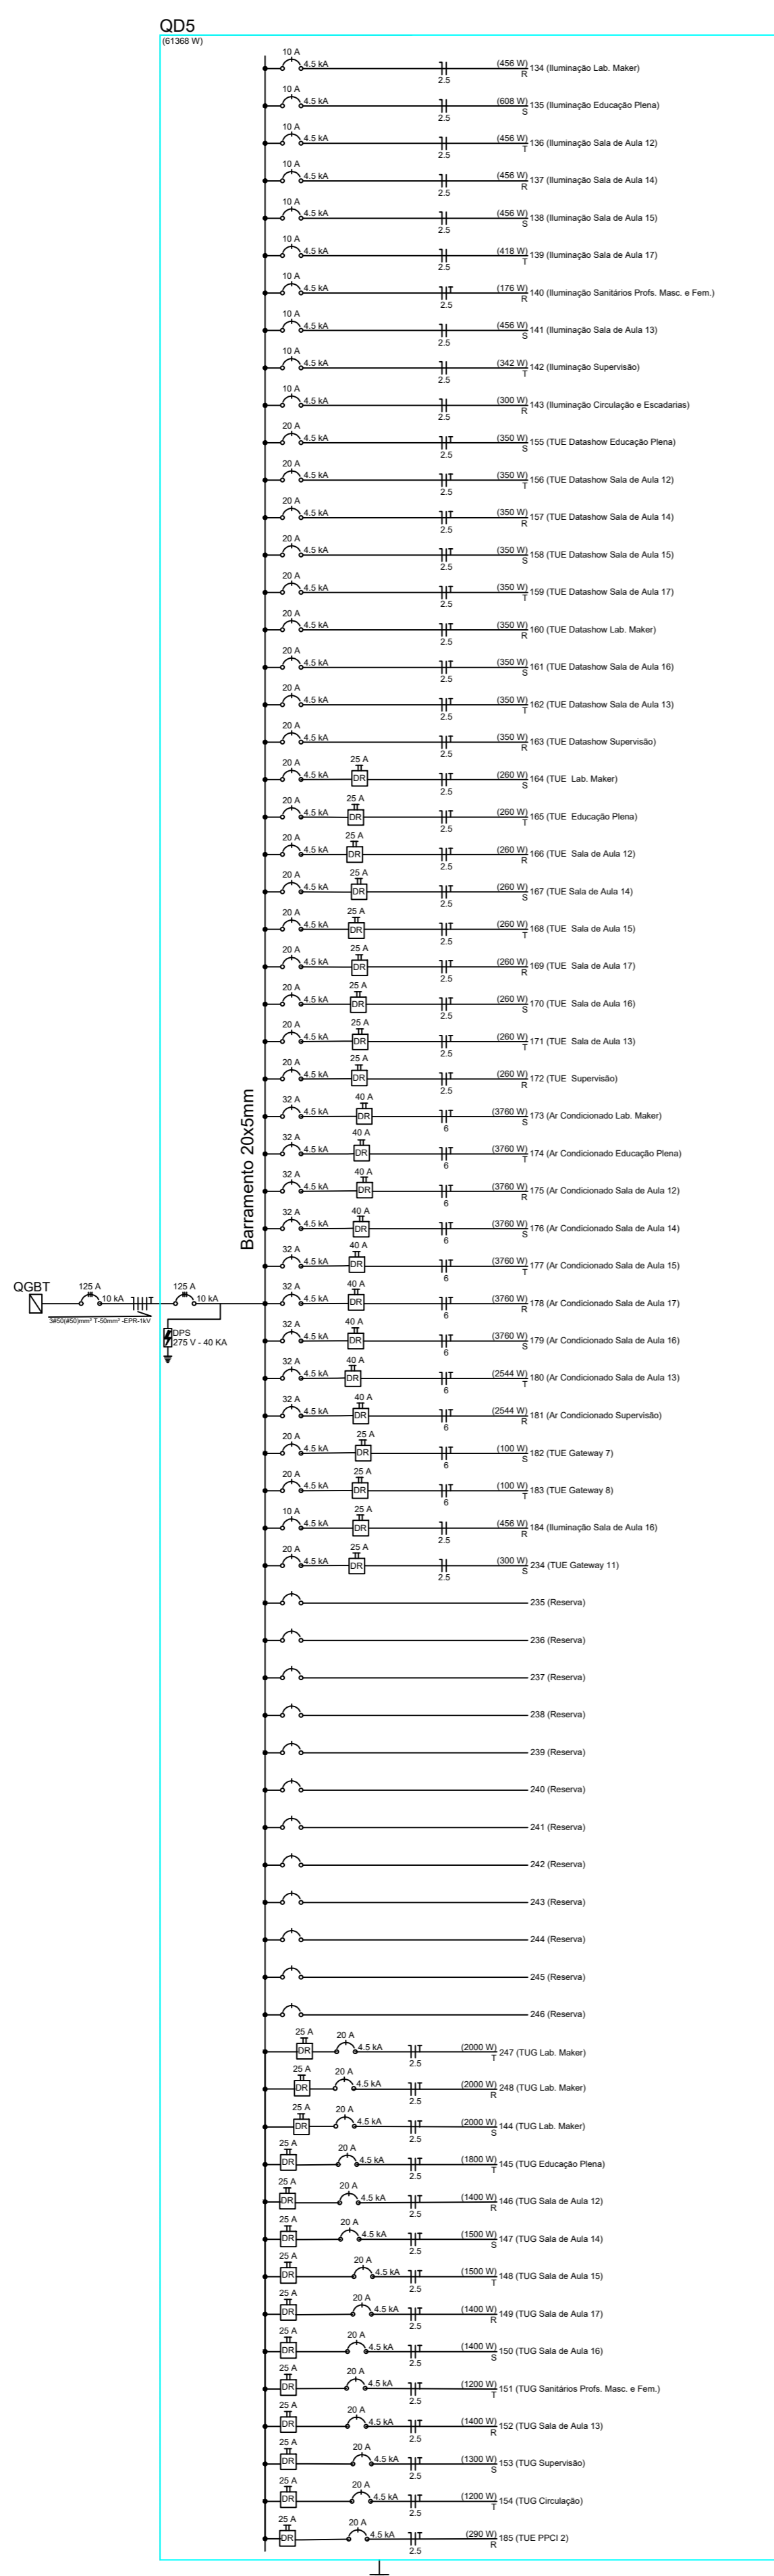 QD5
(61368 W)
10 A
4.5 kA
2.5
(456 W)
R
134 (Iluminação Lab. Maker)
10 A
4.5 kA
2.5
(608 W)
S
135 (Iluminação Educação Plena)
10 A
4.5 kA
2.5
(456 W)
T
136 (Iluminação Sala de Aula 12)
10 A
4.5 kA
2.5
(456 W)
R
137 (Iluminação Sala de Aula 14)
10 A
4.5 kA
2.5
(456 W)
S
138 (Iluminação Sala de Aula 15)
10 A
4.5 kA
2.5
(418 W)
T
139 (Iluminação Sala de Aula 17)
10 A
4.5 kA
2.5
(176 W)
R
140 (Iluminação Sanitários Profs. Masc. e Fem.)
10 A
4.5 kA
2.5
(456 W)
S
141 (Iluminação Sala de Aula 13)
10 A
4.5 kA
2.5
(342 W)
T
142 (Iluminação Supervisão)
10 A
4.5 kA
2.5
(300 W)
R
143 (Iluminação Circulação e Escadarias)
20 A
4.5 kA
2.5
(350 W)
S
155 (TUE Datashow Educação Plena)
20 A
4.5 kA
2.5
(350 W)
T
156 (TUE Datashow Sala de Aula 12)
20 A
4.5 kA
2.5
(350 W)
R
157 (TUE Datashow Sala de Aula 14)
20 A
4.5 kA
2.5
(350 W)
S
158 (TUE Datashow Sala de Aula 15)
20 A
4.5 kA
2.5
(350 W)
T
159 (TUE Datashow Sala de Aula 17)
20 A
4.5 kA
2.5
(350 W)
R
160 (TUE Datashow Lab. Maker)
20 A
4.5 kA
2.5
(350 W)
S
161 (TUE Datashow Sala de Aula 16)
20 A
4.5 kA
2.5
(350 W)
T
162 (TUE Datashow Sala de Aula 13)
20 A
4.5 kA
2.5
(350 W)
R
163 (TUE Datashow Supervisão)
20 A
4.5 kA
25 A
DR
2.5
(260 W)
S
164 (TUE Lab. Maker)
20 A
4.5 kA
25 A
DR
2.5
(260 W)
T
165 (TUE Educação Plena)
20 A
4.5 kA
25 A
DR
2.5
(260 W)
R
166 (TUE Sala de Aula 12)
20 A
4.5 kA
25 A
DR
2.5
(260 W)
S
167 (TUE Sala de Aula 14)
20 A
4.5 kA
25 A
DR
2.5
(260 W)
T
168 (TUE Sala de Aula 15)
20 A
4.5 kA
25 A
DR
2.5
(260 W)
R
169 (TUE Sala de Aula 17)
20 A
4.5 kA
25 A
DR
2.5
(260 W)
S
170 (TUE Sala de Aula 16)
20 A
4.5 kA
25 A
DR
2.5
(260 W)
T
171 (TUE Sala de Aula 13)
20 A
4.5 kA
25 A
DR
2.5
(260 W)
R
172 (TUE Supervisão)
Barramento 20x5mm
32 A
4.5 kA
40 A
DR
6
(3760 W)
S
173 (Ar Condicionado Lab. Maker)
32 A
4.5 kA
40 A
DR
6
(3760 W)
T
174 (Ar Condicionado Educação Plena)
32 A
4.5 kA
40 A
DR
6
(3760 W)
R
175 (Ar Condicionado Sala de Aula 12)
32 A
4.5 kA
40 A
DR
6
(3760 W)
S
176 (Ar Condicionado Sala de Aula 14)
32 A
4.5 kA
40 A
DR
6
(3760 W)
T
177 (Ar Condicionado Sala de Aula 15)
QGBT
125 A
10 kA
3#50(#50)mm² T-50mm² -EPR-1kV
125 A
10 kA
DPS
275 V - 40 KA
32 A
4.5 kA
40 A
DR
6
(3760 W)
R
178 (Ar Condicionado Sala de Aula 17)
32 A
4.5 kA
40 A
DR
6
(3760 W)
S
179 (Ar Condicionado Sala de Aula 16)
32 A
4.5 kA
40 A
DR
6
(2544 W)
T
180 (Ar Condicionado Sala de Aula 13)
32 A
4.5 kA
40 A
DR
6
(2544 W)
R
181 (Ar Condicionado Supervisão)
20 A
4.5 kA
25 A
DR
6
(100 W)
S
182 (TUE Gateway 7)
20 A
4.5 kA
25 A
DR
6
(100 W)
T
183 (TUE Gateway 8)
10 A
4.5 kA
25 A
DR
2.5
(456 W)
R
184 (Iluminação Sala de Aula 16)
20 A
4.5 kA
25 A
DR
2.5
(300 W)
S
234 (TUE Gateway 11)
235 (Reserva)
236 (Reserva)
237 (Reserva)
238 (Reserva)
239 (Reserva)
240 (Reserva)
241 (Reserva)
242 (Reserva)
243 (Reserva)
244 (Reserva)
245 (Reserva)
246 (Reserva)
25 A
DR
20 A
4.5 kA
2.5
(2000 W)
T
247 (TUG Lab. Maker)
25 A
DR
20 A
4.5 kA
2.5
(2000 W)
R
248 (TUG Lab. Maker)
25 A
DR
20 A
4.5 kA
2.5
(2000 W)
S
144 (TUG Lab. Maker)
25 A
DR
20 A
4.5 kA
2.5
(1800 W)
T
145 (TUG Educação Plena)
25 A
DR
20 A
4.5 kA
2.5
(1400 W)
R
146 (TUG Sala de Aula 12)
25 A
DR
20 A
4.5 kA
2.5
(1500 W)
S
147 (TUG Sala de Aula 14)
25 A
DR
20 A
4.5 kA
2.5
(1500 W)
T
148 (TUG Sala de Aula 15)
25 A
DR
20 A
4.5 kA
2.5
(1400 W)
R
149 (TUG Sala de Aula 17)
25 A
DR
20 A
4.5 kA
2.5
(1400 W)
S
150 (TUG Sala de Aula 16)
25 A
DR
20 A
4.5 kA
2.5
(1200 W)
T
151 (TUG Sanitários Profs. Masc. e Fem.)
25 A
DR
20 A
4.5 kA
2.5
(1400 W)
R
152 (TUG Sala de Aula 13)
25 A
DR
20 A
4.5 kA
2.5
(1300 W)
S
153 (TUG Supervisão)
25 A
DR
20 A
4.5 kA
2.5
(1200 W)
T
154 (TUG Circulação)
25 A
DR
20 A
4.5 kA
2.5
(290 W)
R
185 (TUE PPCI 2)